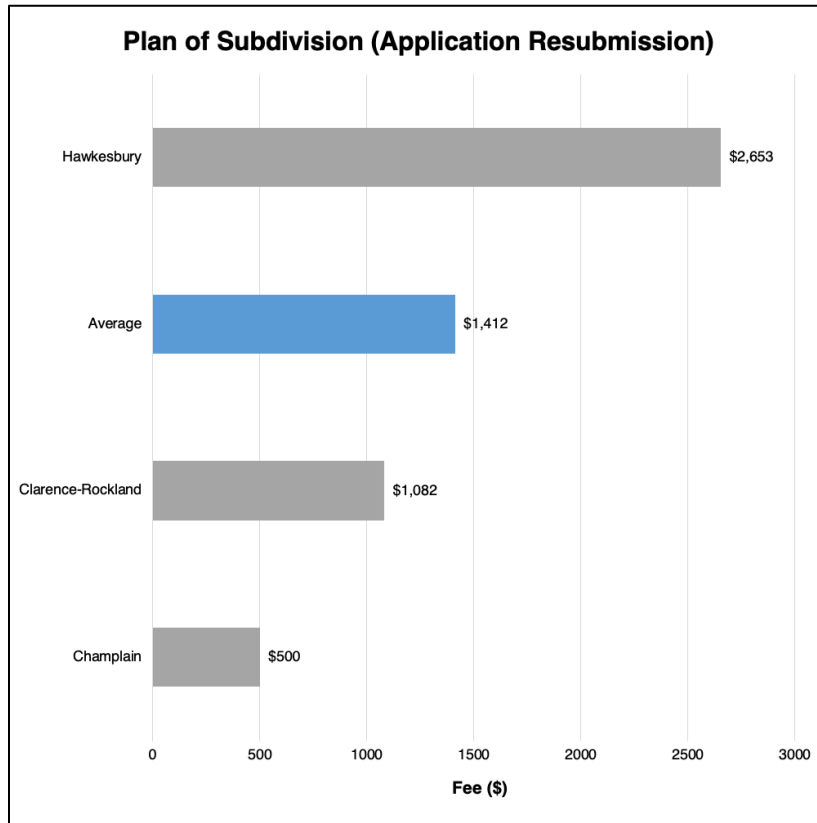 Plan of Subdivision (Application Resubmission)
Hawkesbury
$2,653
Average
$1,412
Clarence-Rockland
$1,082
Champlain
$500
0 500 1000 1500 2000 2500 3000
Fee ($)